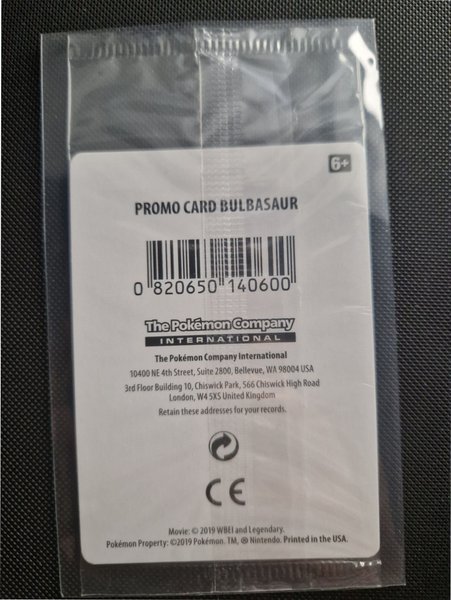 6+
PROMO CARD BULBASAUR
0 820650 140600
The Pokémon Company
INTERNATIONAL
The Pokémon Company International
10400 NE 4th Street, Suite 2800, Bellevue, WA 98004 USA
3rd Floor Building 10, Chiswick Park, 566 Chiswick High Road
London, W4 5XS United Kingdom
Retain these addresses for your records.
CE
Movie: © 2019 WBEI and Legendary.
Pokémon Property: ©2019 Pokémon. TM, ® Nintendo. Printed in the USA.